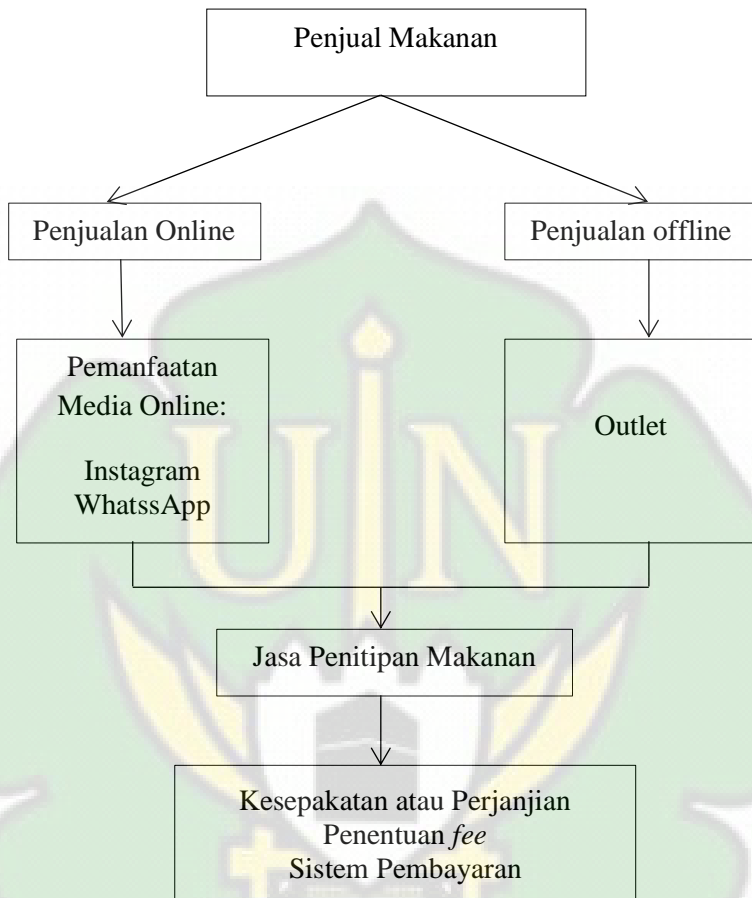 Penjual Makanan
Penjualan Online
Penjualan offline
Pemanfaatan
Media Online:
Instagram
WhatssApp
Outlet
Jasa Penitipan Makanan
Kesepakatan atau Perjanjian
Penentuan fee
Sistem Pembayaran
UIN